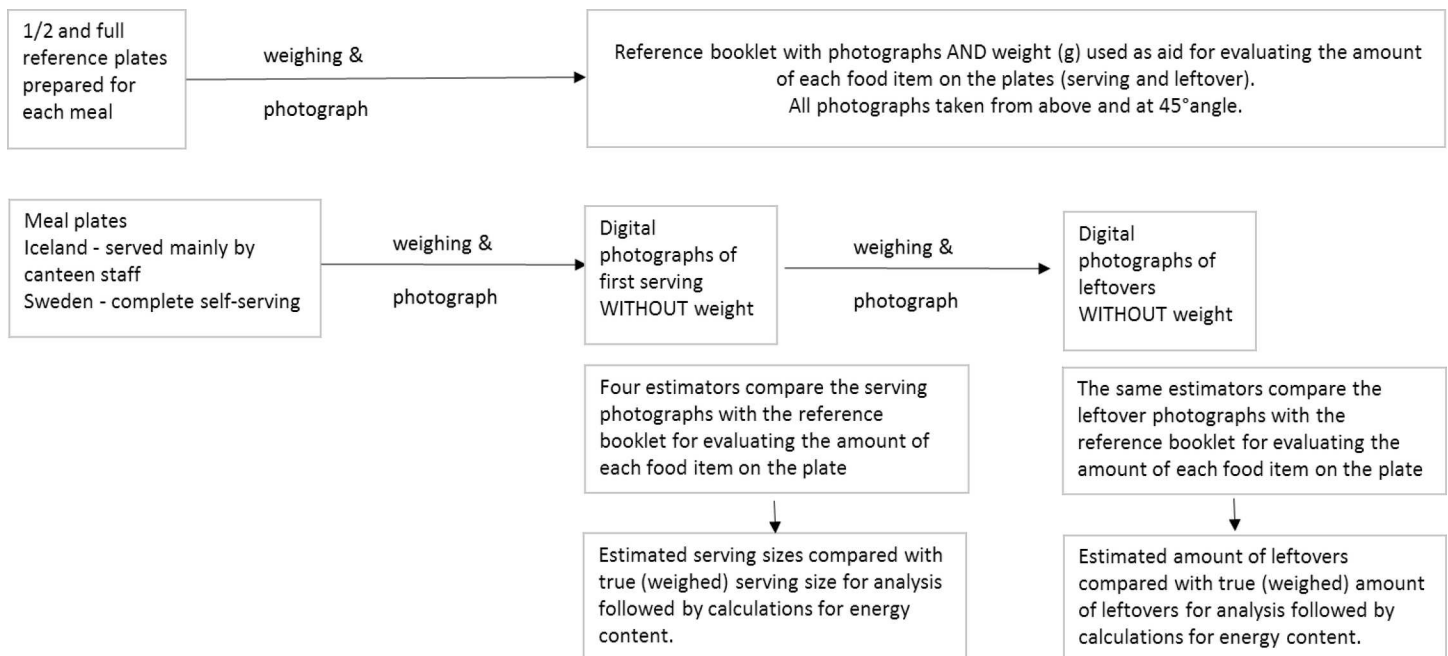 1/2 and full
reference plates
prepared for
each meal
weighing &
photograph
Reference booklet with photographs AND weight (g) used as aid for evaluating the amount
of each food item on the plates (serving and leftover).
All photographs taken from above and at 45°angle.
Meal plates
Iceland - served mainly by
canteen staff
Sweden - complete self-serving
weighing &
photograph
Digital
photographs of
first serving
WITHOUT weight
weighing &
photograph
Digital
photographs of
leftovers
WITHOUT weight
Four estimators compare the serving
photographs with the reference
booklet for evaluating the amount of
each food item on the plate
The same estimators compare the
leftover photographs with the
reference booklet for evaluating the
amount of each food item on the plate
Estimated serving sizes compared with
true (weighed) serving size for analysis
followed by calculations for energy
content.
Estimated amount of leftovers
compared with true (weighed) amount
of leftovers for analysis followed by
calculations for energy content.